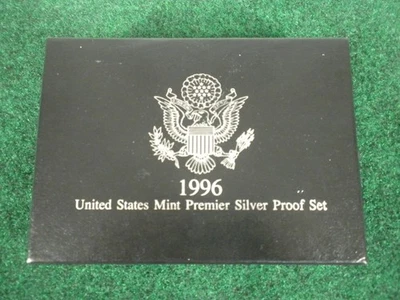 1996
United States Mint Premier Silver Proof Set